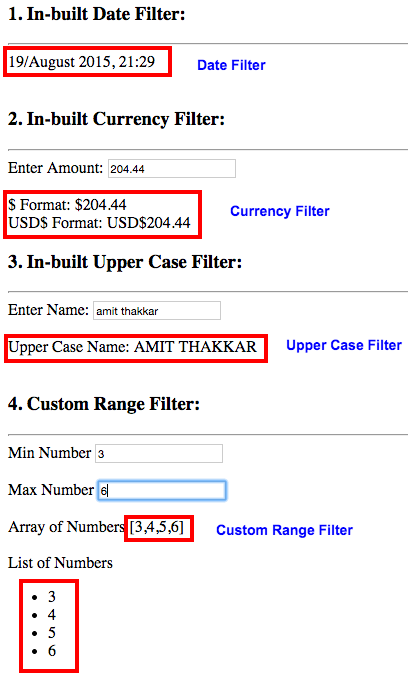 1. In-built Date Filter:
19/August 2015, 21:29 Date Filter
2. In-built Currency Filter:
Enter Amount: 204.44
$ Format: $204.44
USD$ Format: USD$204.44
Currency Filter
3. In-built Upper Case Filter:
Enter Name: amit thakkar
Upper Case Name: AMIT THAKKAR Upper Case Filter
4. Custom Range Filter:
Min Number 3
Max Number 6
Array of Numbers [3,4,5,6] Custom Range Filter
List of Numbers
• 3
• 4
• 5
• 6